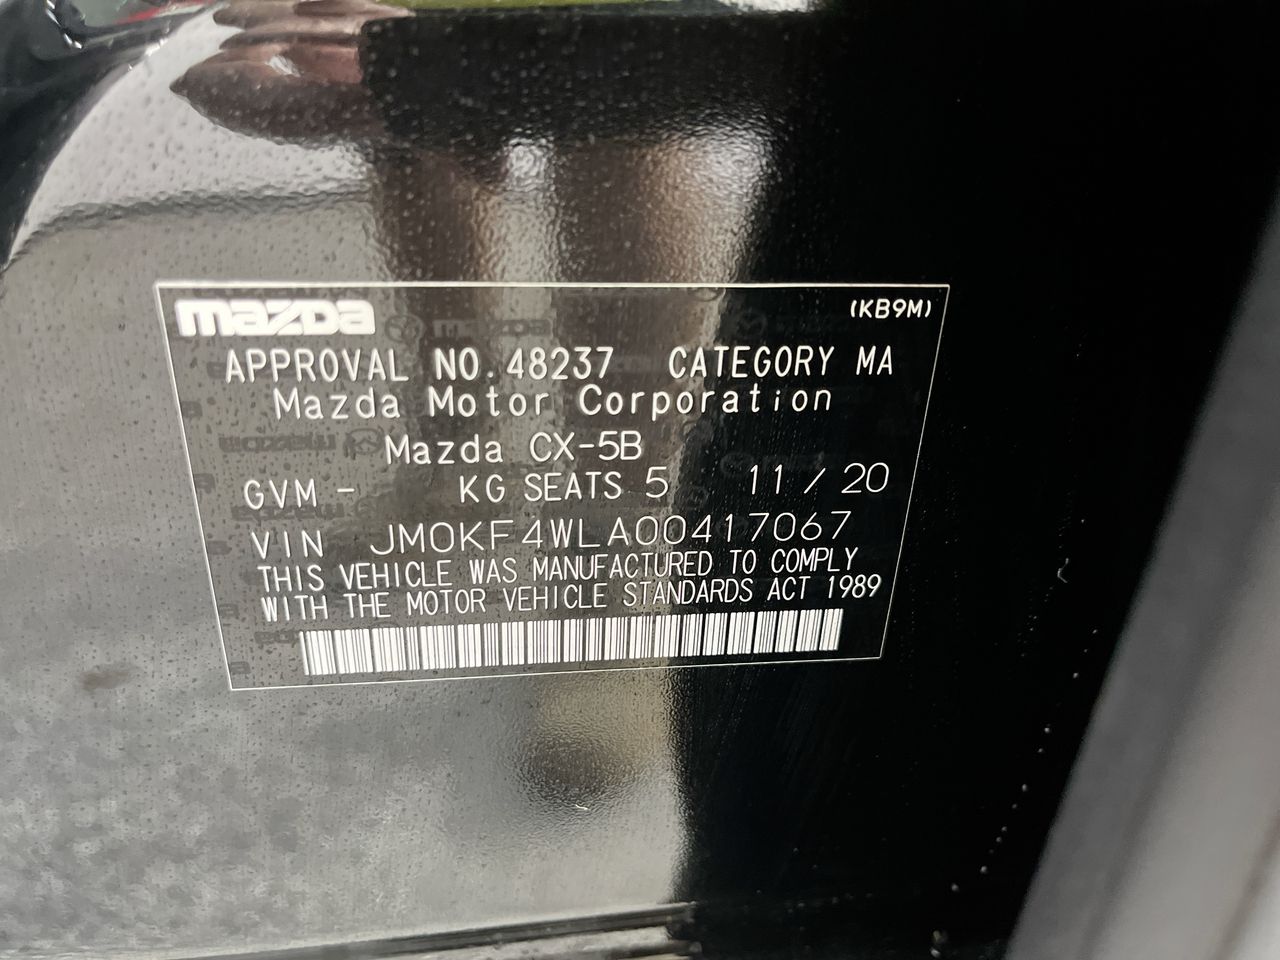 mazDa (KB9M)
APPROVAL NO. 48237 CATEGORY MA
Mazda Motor Corporation
Mazda CX-5B
GVM - KG SEATS 5 11 / 20
VIN JM0KF4WLA00417067
THIS VEHICLE WAS MANUFACTURED TO COMPLY
WITH THE MOTOR VEHICLE STANDARDS ACT 1989